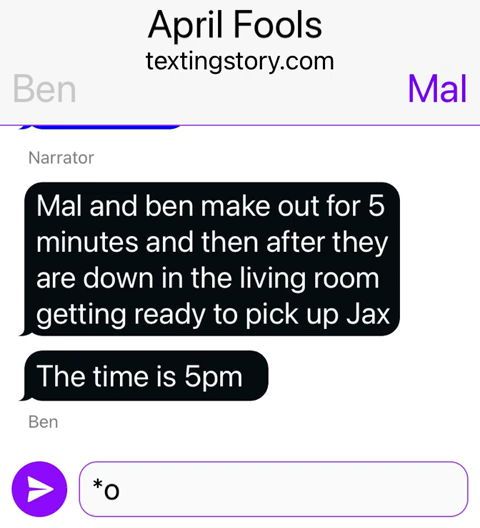 April Fools
textingstory.com
Ben Mal
Narrator
Mal and ben make out for 5
minutes and then after they
are down in the living room
getting ready to pick up Jax
The time is 5pm
Ben
*o